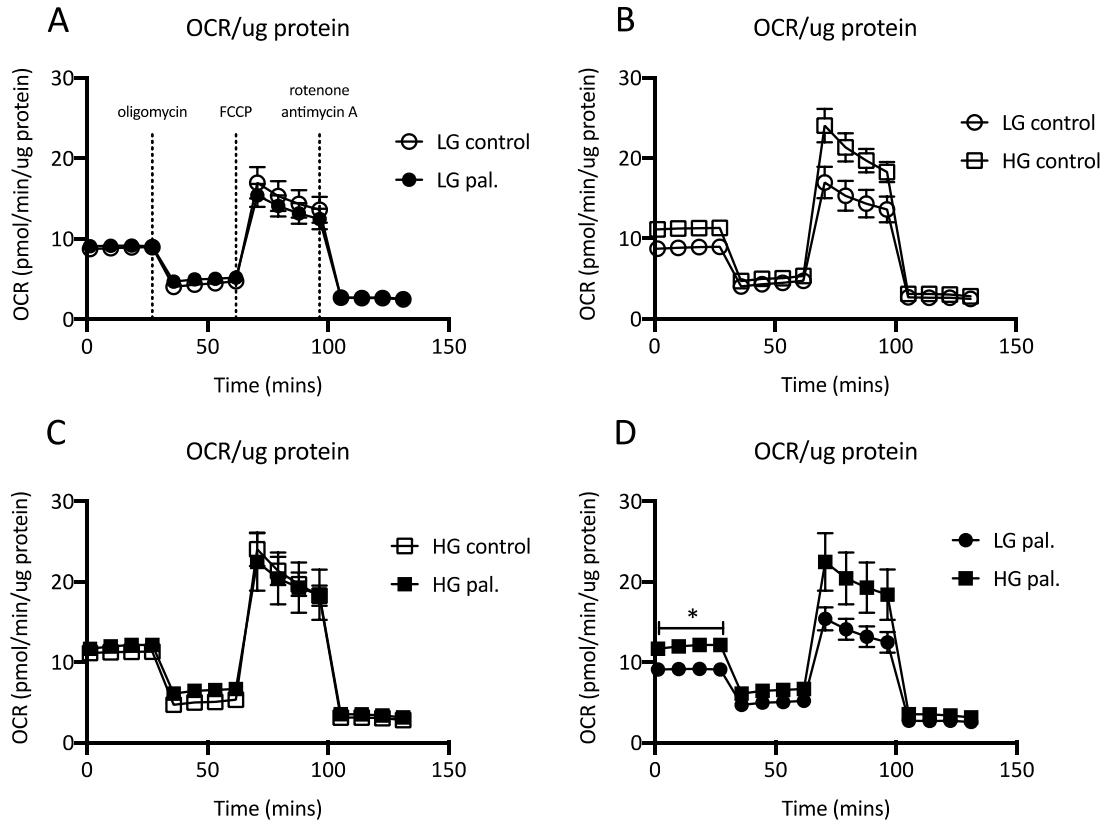 A
OCR/ug protein
OCR (pmol/min/ug protein)
30
20
10
0
0
50
100
150
Time (mins)
oligomycin
FCCP
rotenone
antimycin A
LG control
LG pal.
B
OCR/ug protein
OCR (pmol/min/ug protein)
30
20
10
0
0
50
100
150
Time (mins)
LG control
HG control
C
OCR/ug protein
OCR (pmol/min/ug protein)
30
20
10
0
0
50
100
150
Time (mins)
HG control
HG pal.
D
OCR/ug protein
OCR (pmol/min/ug protein)
30
20
10
0
0
50
100
150
Time (mins)
*
LG pal.
HG pal.